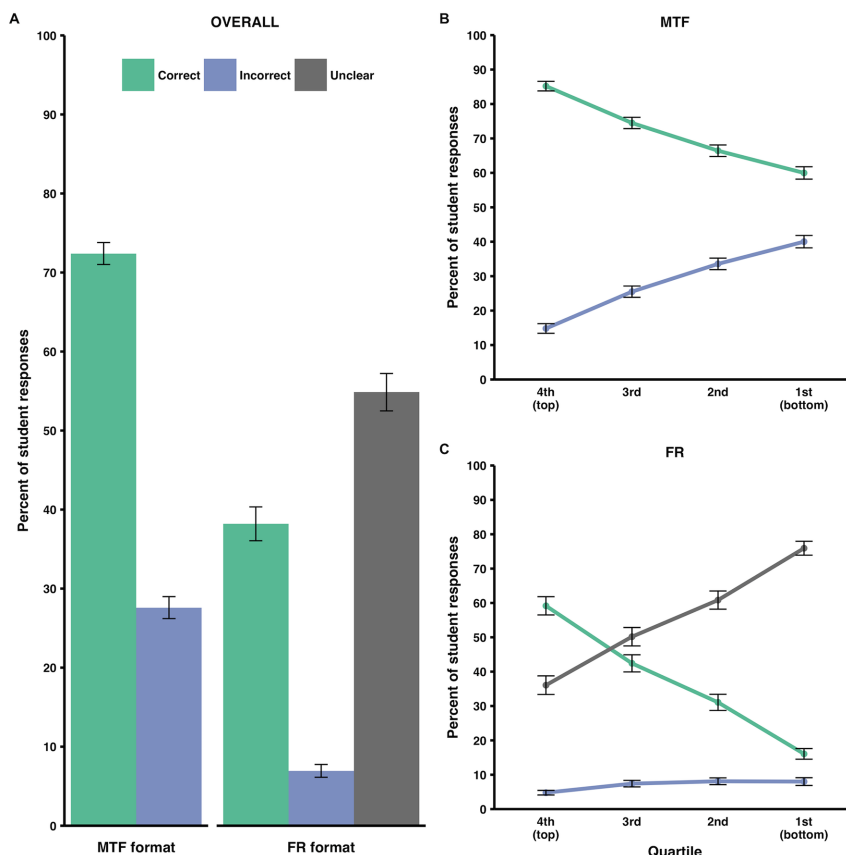 A
OVERALL
Correct Incorrect Unclear
Percent of student responses
100
90
80
70
60
50
40
30
20
10
0
MTF format FR format
B
MTF
Percent of student responses
100
90
80
70
60
50
40
30
20
10
0
4th 3rd 2nd 1st
(top) (bottom)
C
FR
Percent of student responses
100
90
80
70
60
50
40
30
20
10
0
4th 3rd 2nd 1st
(top) (bottom)
Quartile